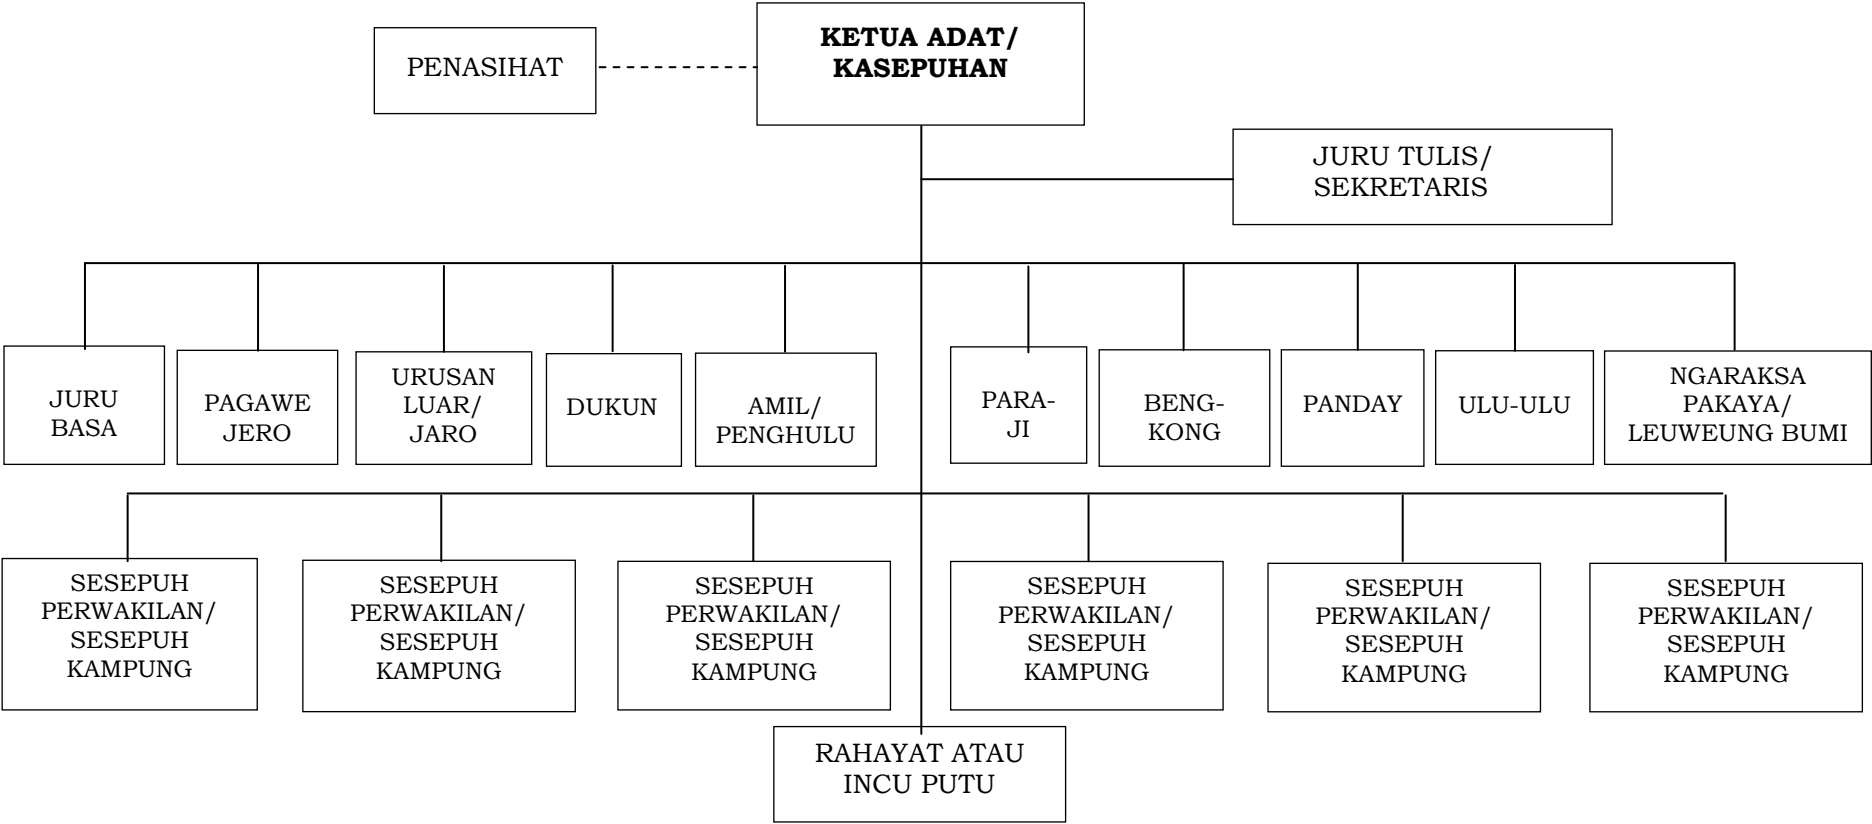 PENASIHAT
KETUA ADAT/
KASEPUHAN
JURU TULIS/
SEKRETARIS
JURU
BASA
PAGAWE
JERO
URUSAN
LUAR/
JARO
DUKUN
AMIL/
PENGHULU
PARA-
JI
BENG-
KONG
PANDAY
ULU-ULU
NGARAKSA
PAKAYA/
LEUWEUNG BUMI
SESEPUH
PERWAKILAN/
SESEPUH
KAMPUNG
SESEPUH
PERWAKILAN/
SESEPUH
KAMPUNG
SESEPUH
PERWAKILAN/
SESEPUH
KAMPUNG
SESEPUH
PERWAKILAN/
SESEPUH
KAMPUNG
SESEPUH
PERWAKILAN/
SESEPUH
KAMPUNG
SESEPUH
PERWAKILAN/
SESEPUH
KAMPUNG
RAHAYAT ATAU
INCU PUTU